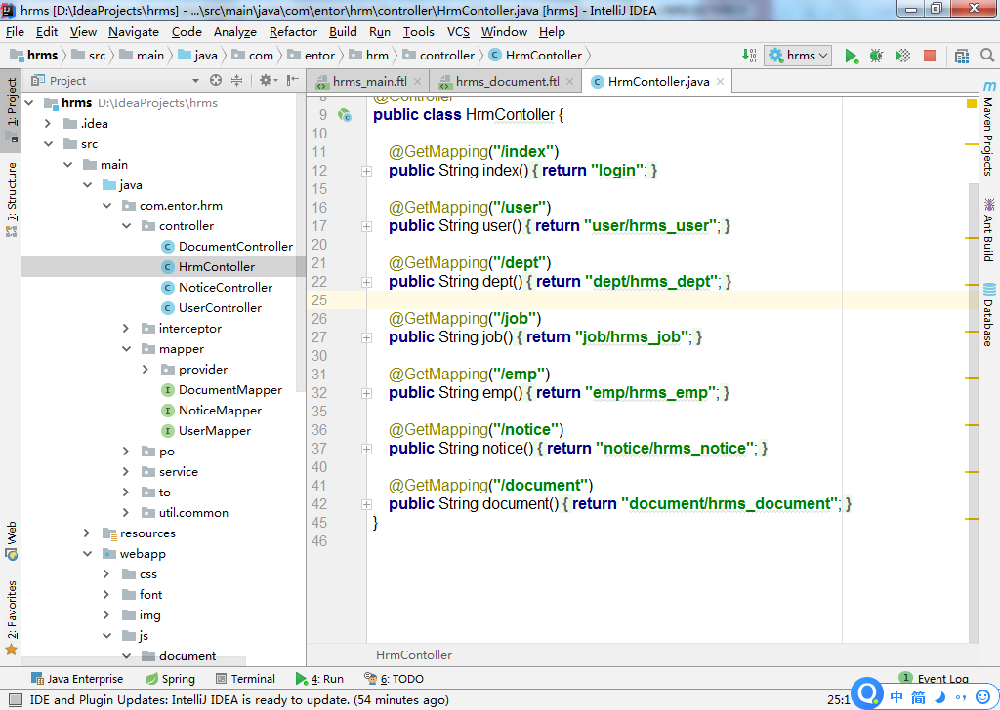 hrms [D:\IdeaProjects\hrms] - ...\src\main\java\com\entor\hrm\controller\HrmContoller.java [hrms] - IntelliJ IDEA
File Edit View Navigate Code Analyze Refactor Build Run Tools VCS Window Help
hrms src main java com entor hrm controller HrmContoller hrms
Project
hrms_main.ftl hrms_document.ftl HrmContoller.java
1: Project
7: Structure
Web
2: Favorites
hrms D:\IdeaProjects\hrms
.idea
src
main
java
com.entor.hrm
controller
DocumentController
HrmContoller
NoticeController
UserController
interceptor
mapper
provider
DocumentMapper
NoticeMapper
UserMapper
po
service
to
util.common
resources
webapp
css
font
img
js
document
8 @Controller
9 public class HrmContoller {
10
11 @GetMapping("/index")
12 public String index() { return "login"; }
15
16 @GetMapping("/user")
17 public String user() { return "user/hrms_user"; }
20
21 @GetMapping("/dept")
22 public String dept() { return "dept/hrms_dept"; }
25
26 @GetMapping("/job")
27 public String job() { return "job/hrms_job"; }
30
31 @GetMapping("/emp")
32 public String emp() { return "emp/hrms_emp"; }
35
36 @GetMapping("/notice")
37 public String notice() { return "notice/hrms_notice"; }
40
41 @GetMapping("/document")
42 public String document() { return "document/hrms_document"; }
45 }
46
HrmContoller
Maven Projects
Ant Build
Database
Java Enterprise Spring Terminal 4: Run 6: TODO 1 Event Log
IDE and Plugin Updates: IntelliJ IDEA is ready to update. (54 minutes ago) 25:1
中 简